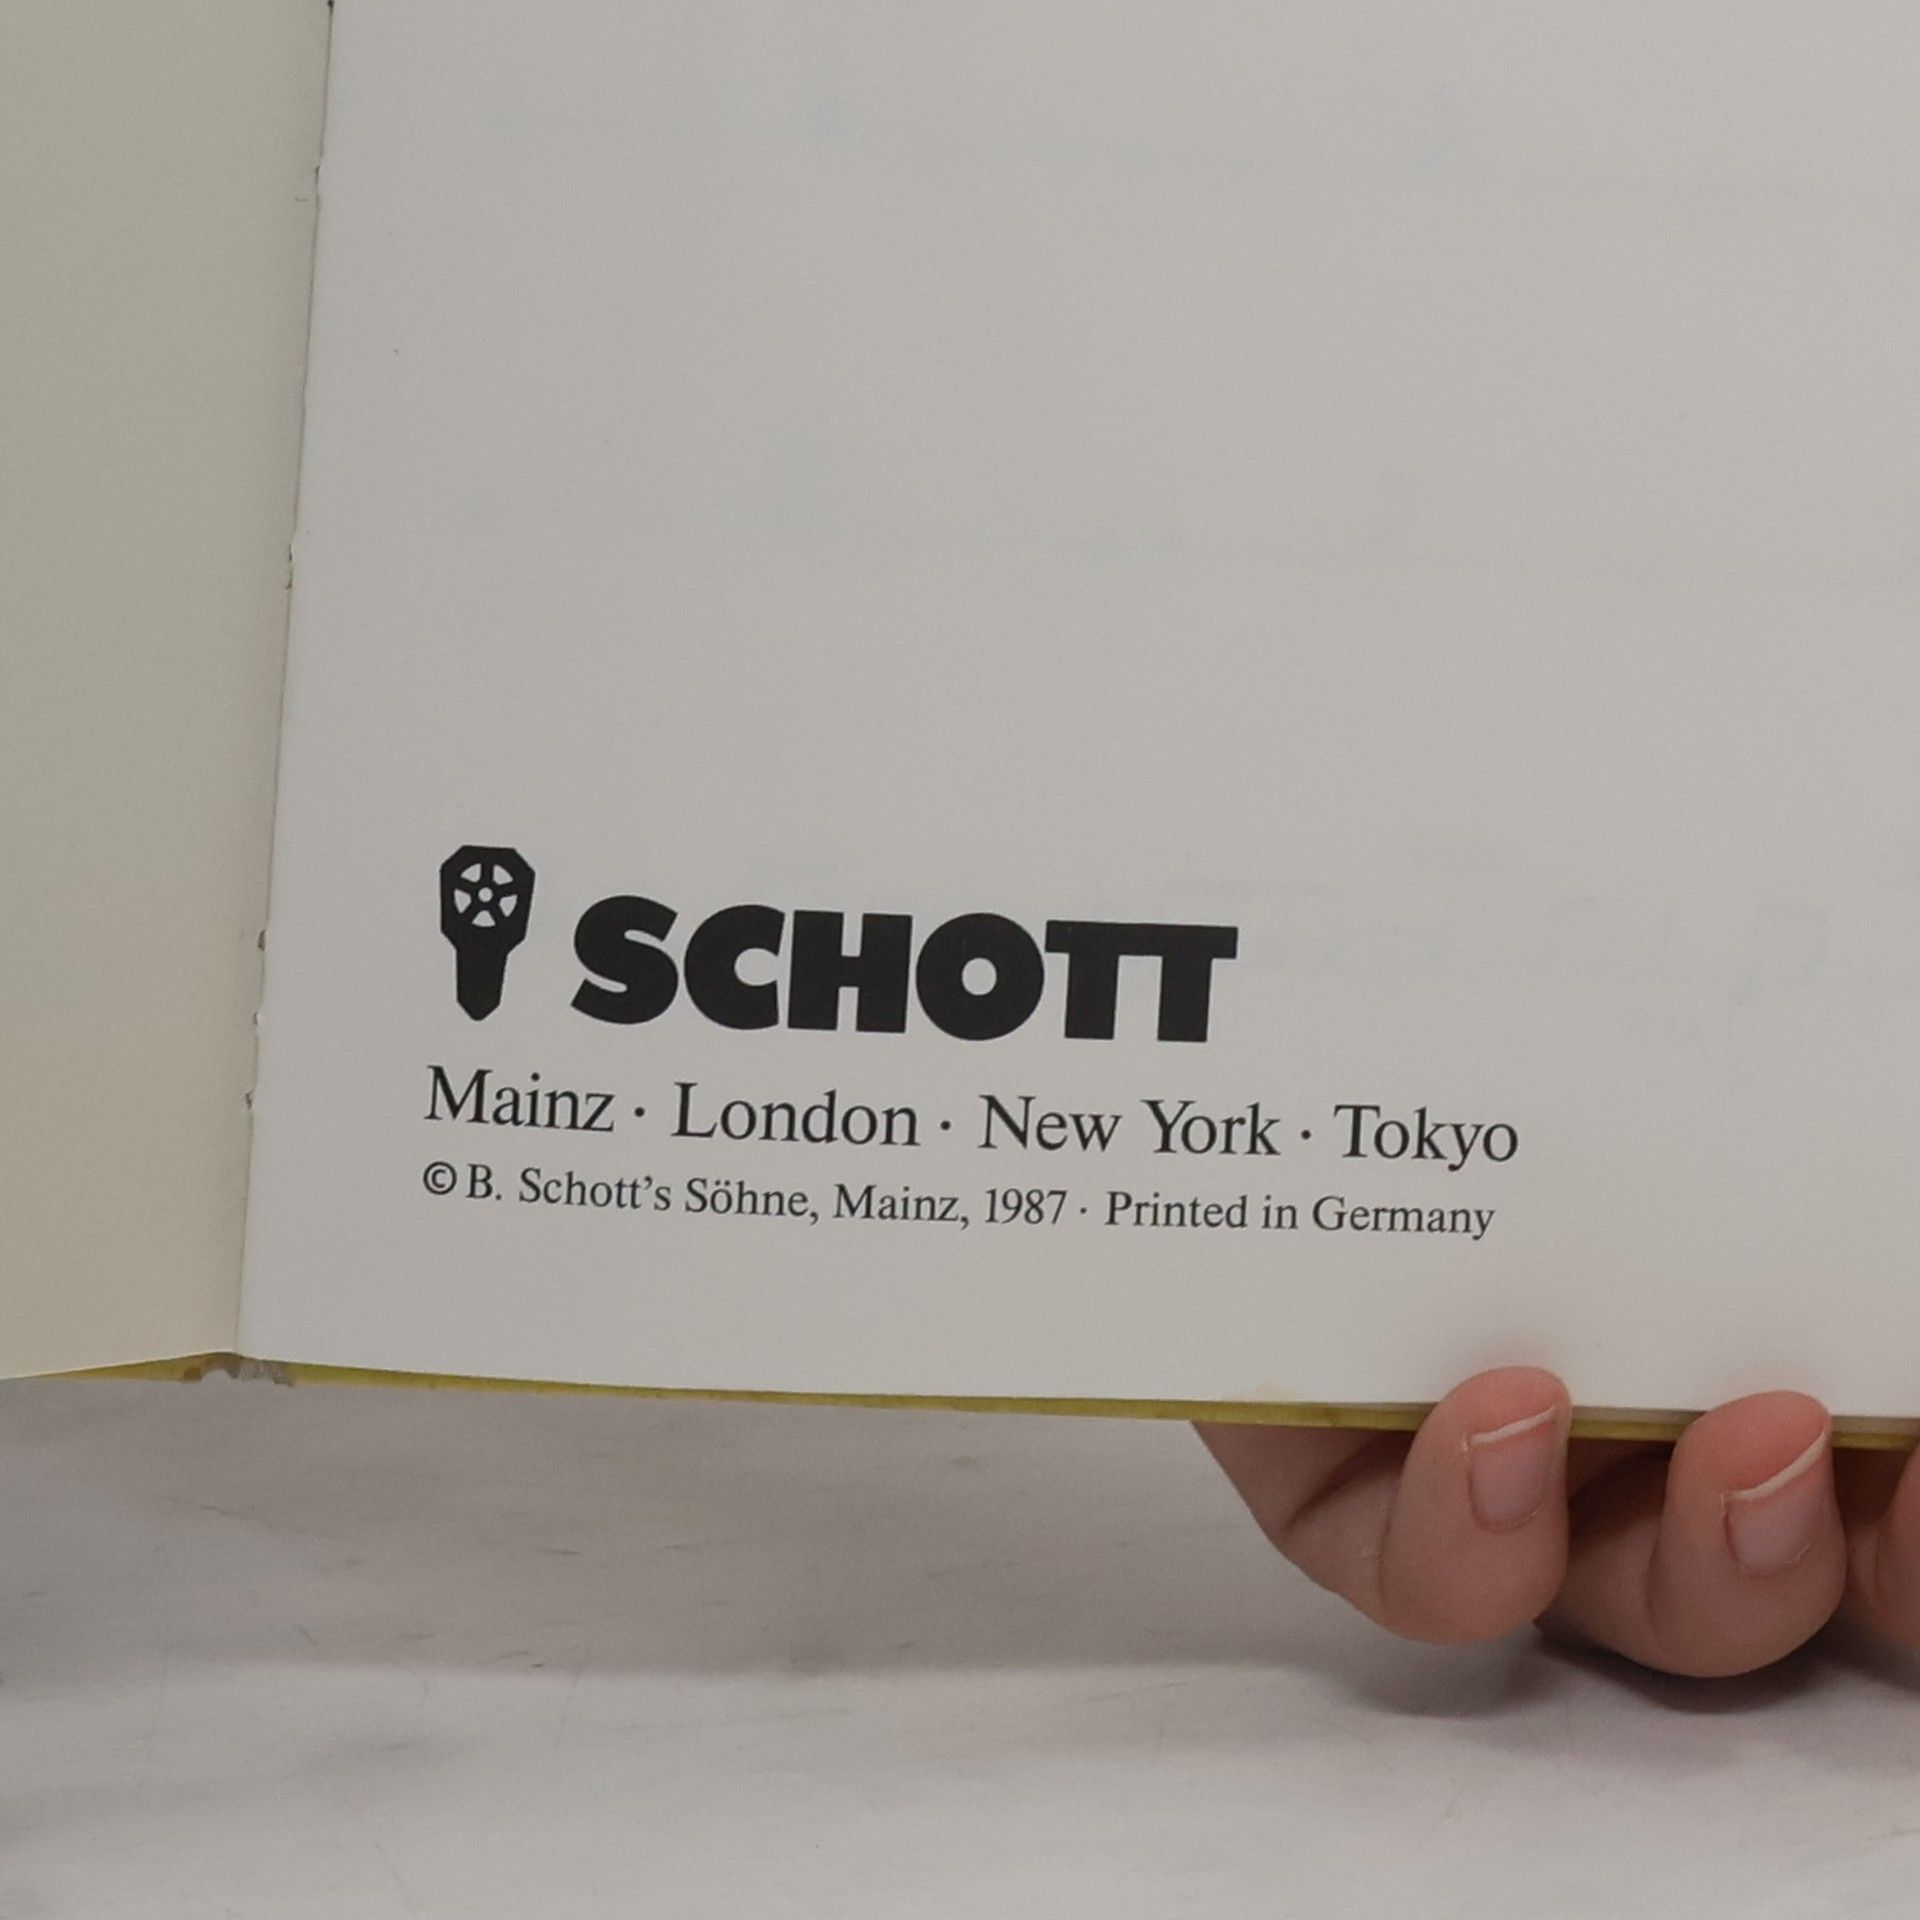 SCHOTT
Mainz · London · New York · Tokyo
© B. Schott's Söhne, Mainz, 1987 · Printed in Germany